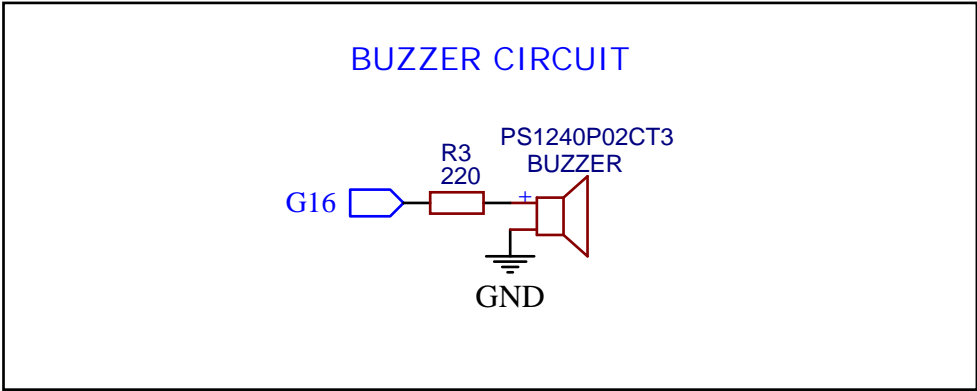 BUZZER CIRCUIT
PS1240P02CT3
BUZZER
R3
220
G16
+
GND